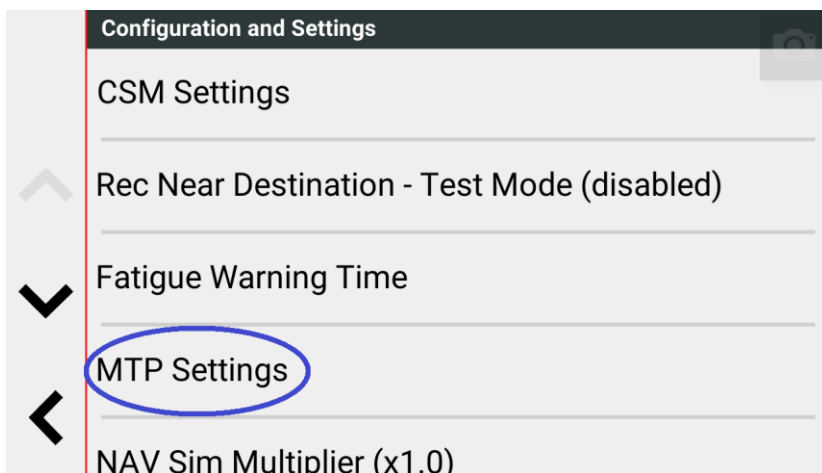 Configuration and Settings
CSM Settings
Rec Near Destination - Test Mode (disabled)
Fatigue Warning Time
MTP Settings
NAV Sim Multiplier (x1.0)